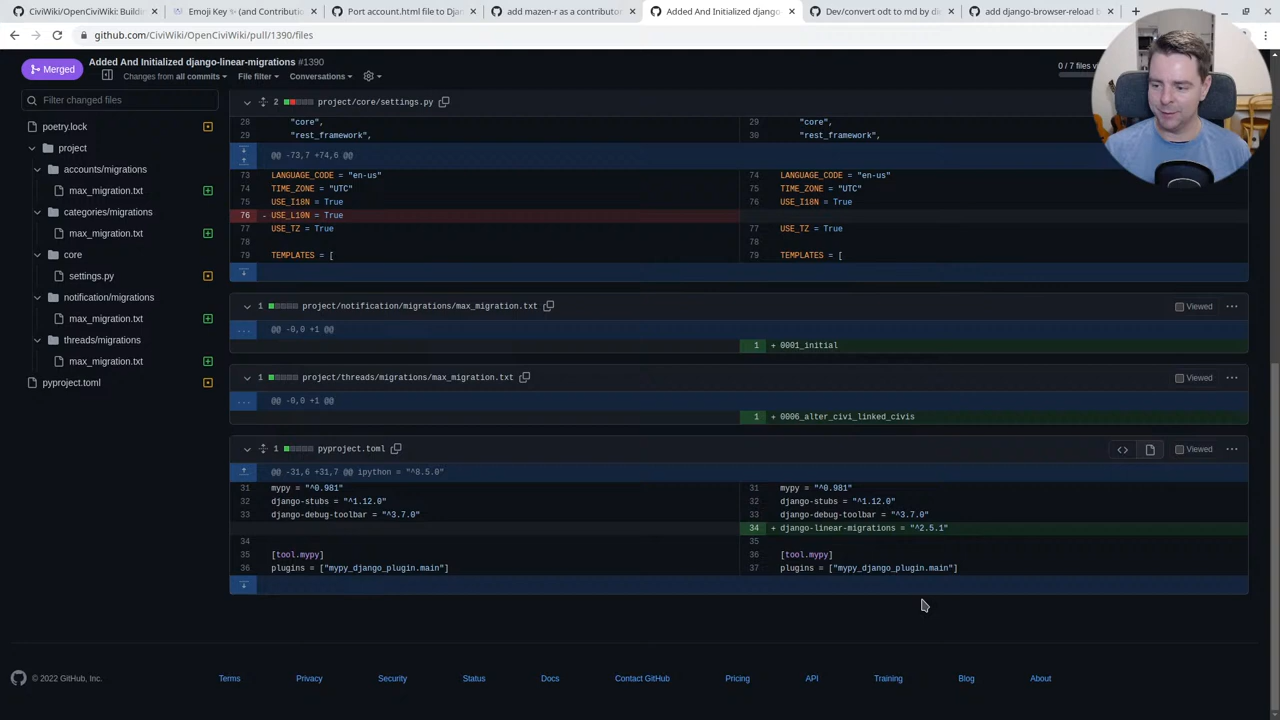 CiviWiki/OpenCiviWiki: Buildin
Emoji Key ✨ (and Contribution
Port account.html file to Djan
add mazen-r as a contributor
Added And Initialized django-
Dev/convert odt to md by di
add django-browser-reload b
github.com/CiviWiki/OpenCiviWiki/pull/1390/files
Merged
Added And Initialized django-linear-migrations #1390
Changes from all commits
File filter
Conversations
0 / 7 files
Filter changed files
poetry.lock
project
accounts/migrations
max_migration.txt
categories/migrations
max_migration.txt
core
settings.py
notification/migrations
max_migration.txt
threads/migrations
max_migration.txt
pyproject.toml
2 project/core/settings.py
28 "core", 29 "core",
29 "rest_framework", 30 "rest_framework",
@@ -73,7 +74,6 @@
73 LANGUAGE_CODE = "en-us" 74 LANGUAGE_CODE = "en-us"
74 TIME_ZONE = "UTC" 75 TIME_ZONE = "UTC"
75 USE_I18N = True 76 USE_I18N = True
76 - USE_L10N = True
77 USE_TZ = True 77 USE_TZ = True
78 78
79 TEMPLATES = [ 79 TEMPLATES = [
1 project/notification/migrations/max_migration.txt Viewed ...
... @@ -0,0 +1 @@
1 + 0001_initial
1 project/threads/migrations/max_migration.txt Viewed ...
... @@ -0,0 +1 @@
1 + 0006_alter_civi_linked_civis
1 pyproject.toml <> Viewed ...
@@ -31,6 +31,7 @@ ipython = "^8.5.0"
31 mypy = "^0.981" 31 mypy = "^0.981"
32 django-stubs = "^1.12.0" 32 django-stubs = "^1.12.0"
33 django-debug-toolbar = "^3.7.0" 33 django-debug-toolbar = "^3.7.0"
34 + django-linear-migrations = "^2.5.1"
34 35
35 [tool.mypy] 36 [tool.mypy]
36 plugins = ["mypy_django_plugin.main"] 37 plugins = ["mypy_django_plugin.main"]
© 2022 GitHub, Inc. Terms Privacy Security Status Docs Contact GitHub Pricing API Training Blog About